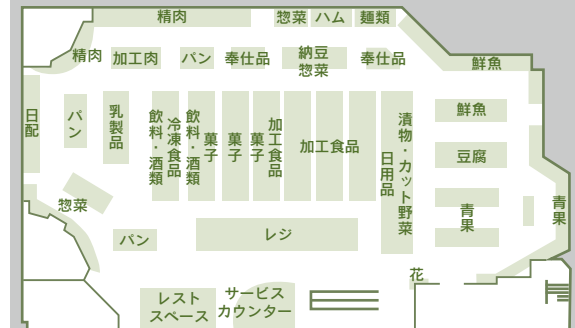 精肉
惣菜
ハム
麺類
精肉
加工肉
パン
奉仕品
納豆
惣菜
奉仕品
鮮魚
日配
パン
乳製品
飲料・酒類
冷凍食品
飲料・酒類
菓子
菓子
菓子
加工食品
加工食品
日用品
漬物・カット野菜
鮮魚
豆腐
青果
青果
惣菜
パン
レジ
花
レスト
スペース
サービス
カウンター